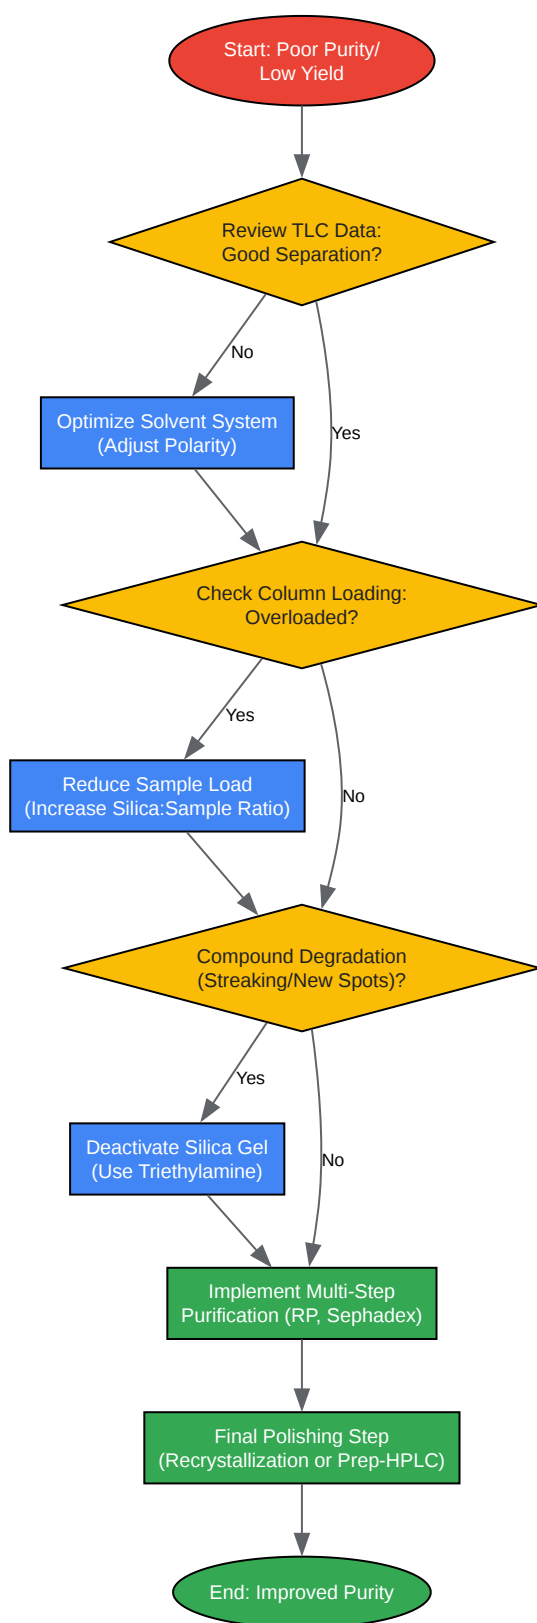 Start: Poor Purity/
Low Yield
Review TLC Data:
Good Separation?
No
Yes
Optimize Solvent System
(Adjust Polarity)
Check Column Loading:
Overloaded?
Yes
No
Reduce Sample Load
(Increase Silica:Sample Ratio)
Compound Degradation
(Streaking/New Spots)?
Yes
No
Deactivate Silica Gel
(Use Triethylamine)
Implement Multi-Step
Purification (RP, Sephadex)
Final Polishing Step
(Recrystallization or Prep-HPLC)
End: Improved Purity